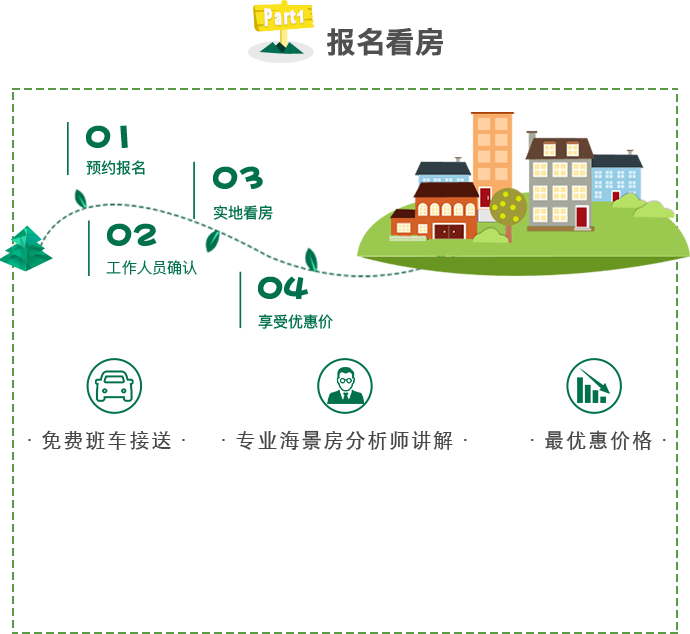 Part1
报名看房
01
预约报名
02
工作人员确认
03
实地看房
04
享受优惠价
· 免费班车接送 ·
· 专业海景房分析师讲解 ·
· 最优惠价格 ·